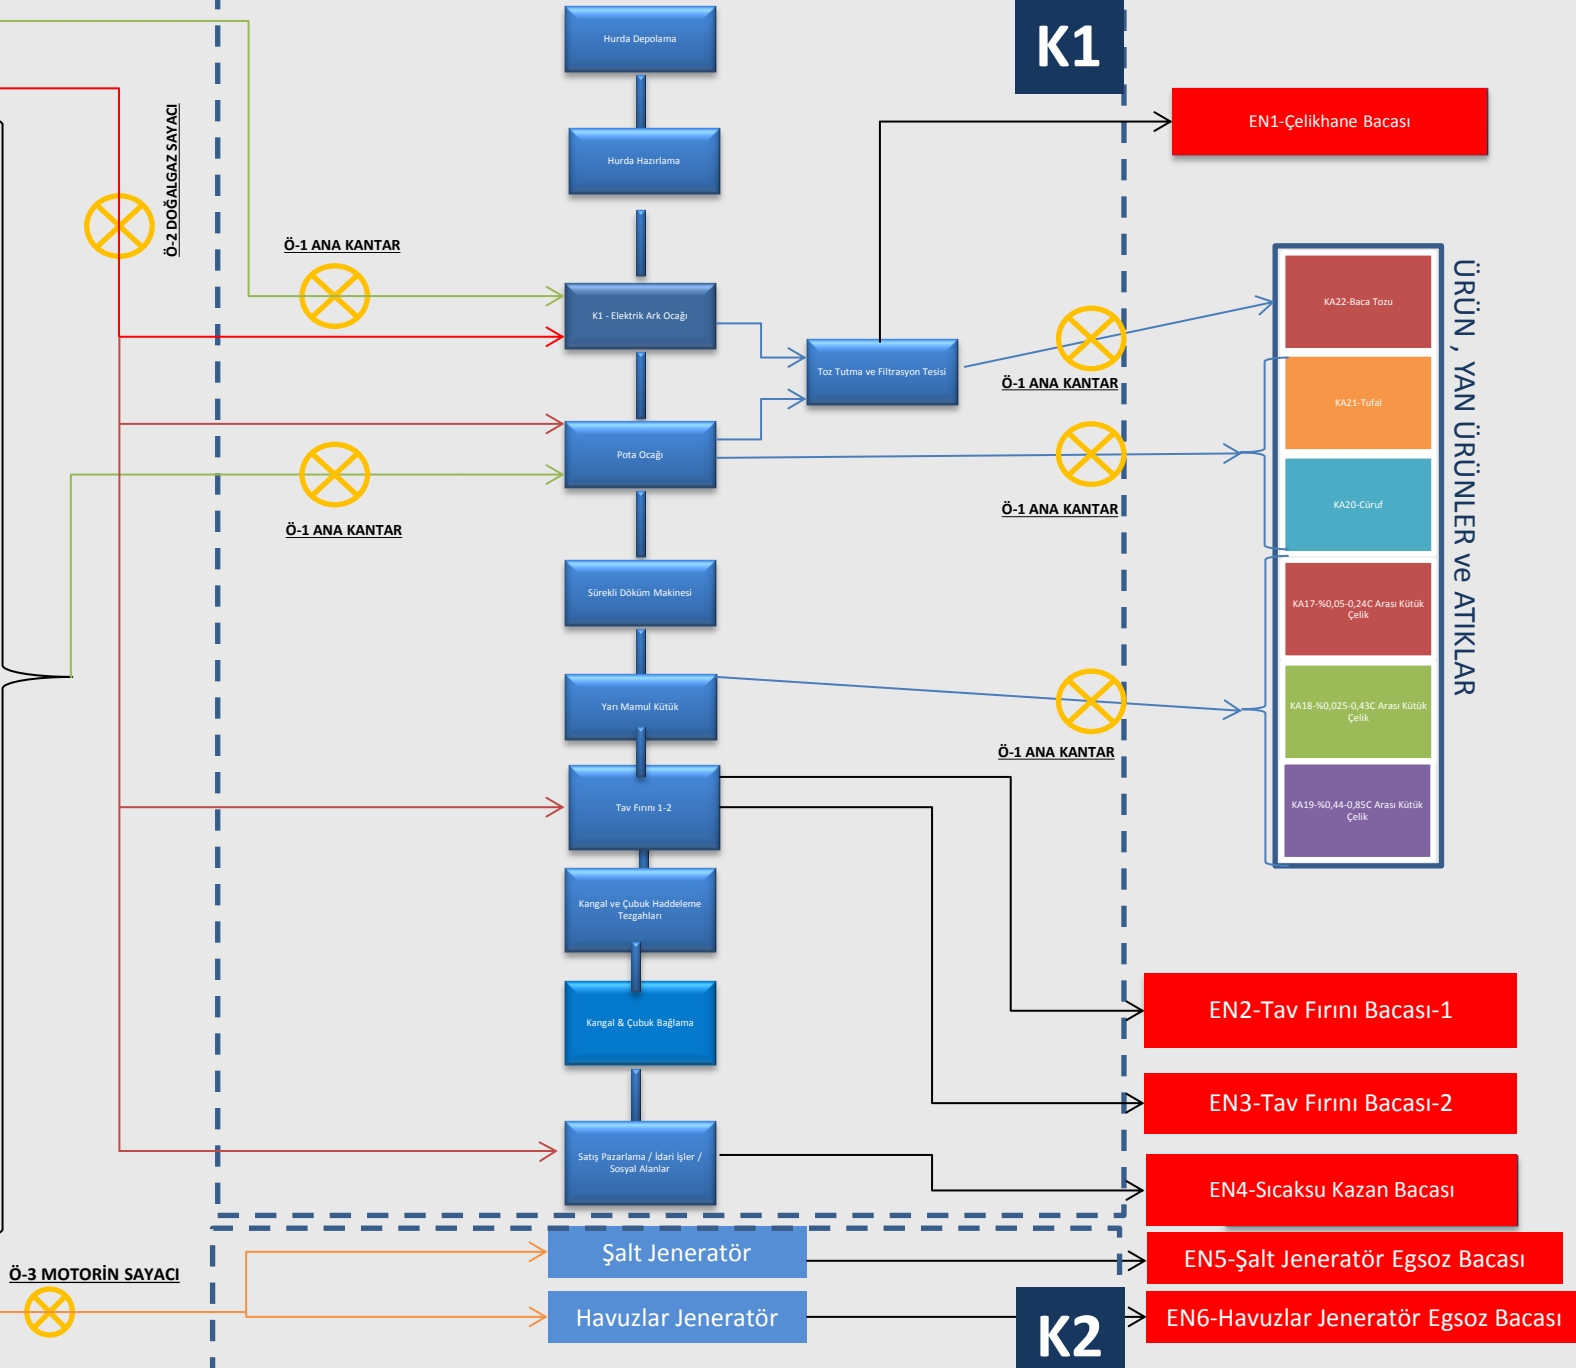 Hurda Depolama
K1
EN1-Çelikhane Bacası
Ö-2 DOĞALGAZ SAYACI
Hurda Hazırlama
Ö-1 ANA KANTAR
K1 - Elektrik Ark Ocağı
Toz Tutma ve Filtrasyon Tesisi
Ö-1 ANA KANTAR
KA22-Baca Tozu
ÜRÜN , YAN ÜRÜNLER ve ATIKLAR
KA21-Tufal
Pota Ocağı
Ö-1 ANA KANTAR
Ö-1 ANA KANTAR
KA20-Cüruf
Sürekli Döküm Makinesi
KA17-%0,05-0,24C Arası Kütük
Çelik
Yarı Mamul Kütük
KA18-%0,025-0,43C Arası Kütük
Çelik
Ö-1 ANA KANTAR
Tav Fırını 1-2
KA19-%0,44-0,85C Arası Kütük
Çelik
Kangal ve Çubuk Haddeleme
Tezgahları
Kangal & Çubuk Bağlama
EN2-Tav Fırını Bacası-1
EN3-Tav Fırını Bacası-2
Satış Pazarlama / İdari İşler /
Sosyal Alanlar
EN4-Sıcaksu Kazan Bacası
Ö-3 MOTORİN SAYACI
Şalt Jeneratör
EN5-Şalt Jeneratör Egsoz Bacası
Havuzlar Jeneratör
K2
EN6-Havuzlar Jeneratör Egsoz Bacası